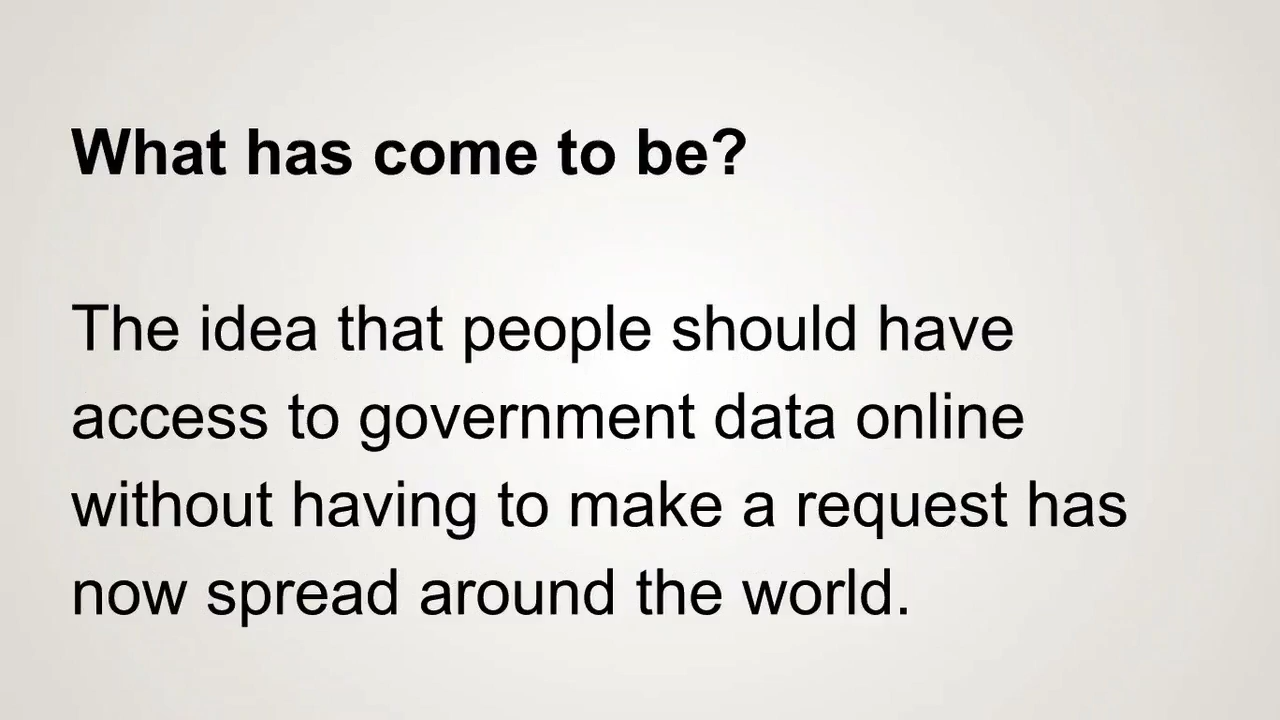 What has come to be?
The idea that people should have
access to government data online
without having to make a request has
now spread around the world.